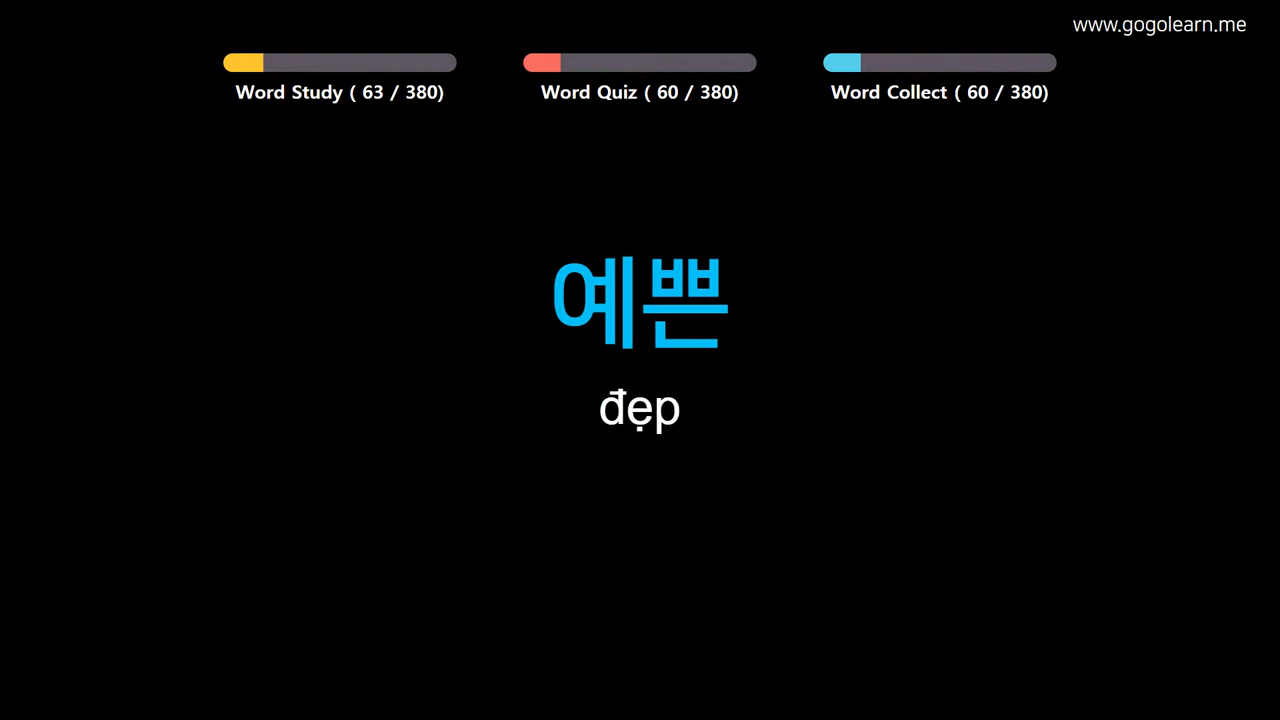 www.gogolearn.me
Word Study ( 63 / 380)
Word Quiz ( 60 / 380)
Word Collect ( 60 / 380)
예쁜
đẹp